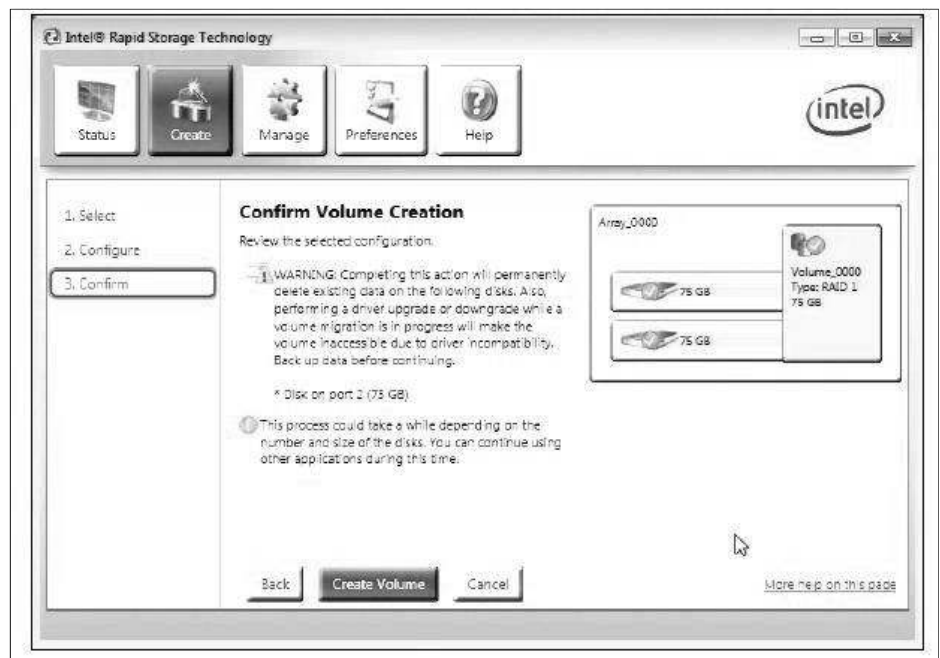 Intel® Rapid Storage Technology
Status
Create
Manage
Preferences
Help
intel
1. Select
2. Configure
3. Confirm
Confirm Volume Creation
Review the selected configuration.
WARNING: Completing this action will permanently
delete existing data on the following disks. Also,
performing a driver upgrade or downgrade while a
volume migration is in progress will make the
volume inaccessible due to driver incompatibility.
Back up data before continuing.
* Disk on port 2 (75 GB)
This process could take a while depending on the
number and size of the disks. You can continue using
other applications during this time.
Array_0000
75 GB
75 GB
Volume_0000
Type: RAID 1
75 GB
Back
Create Volume
Cancel
More help on this page